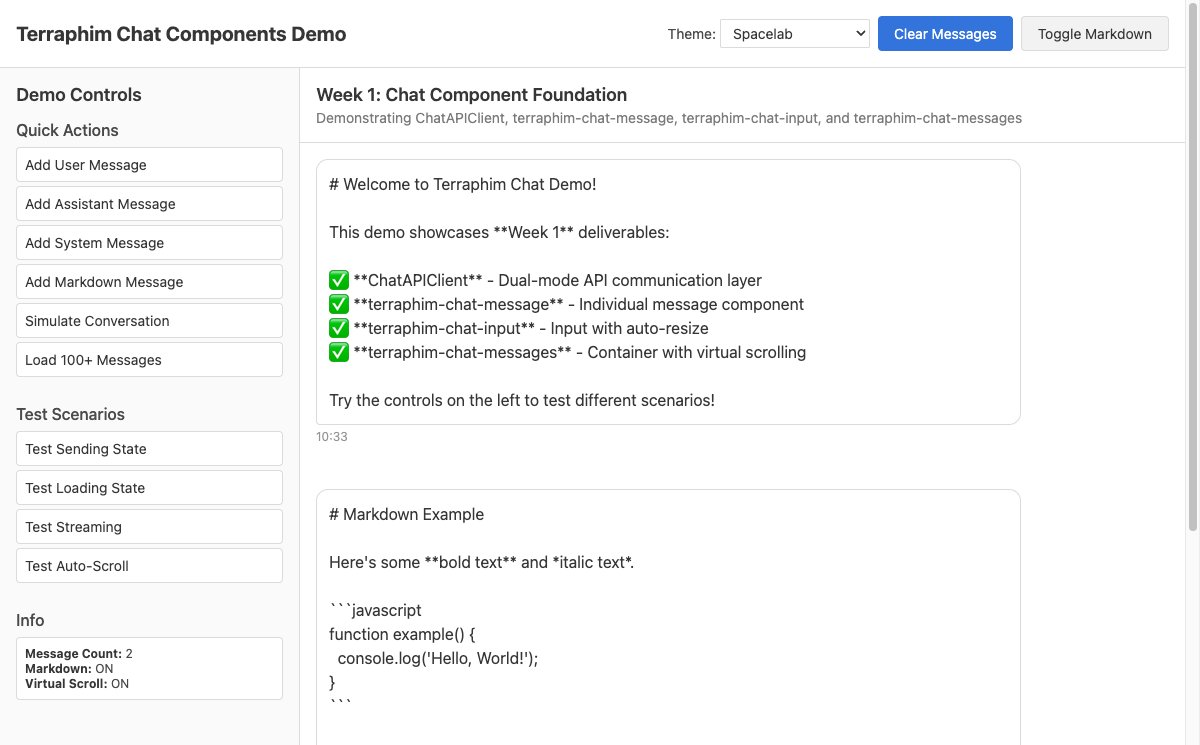 Terraphim Chat Components Demo
Theme: Spacelab Clear Messages Toggle Markdown
Demo Controls
Quick Actions
Add User Message
Add Assistant Message
Add System Message
Add Markdown Message
Simulate Conversation
Load 100+ Messages
Test Scenarios
Test Sending State
Test Loading State
Test Streaming
Test Auto-Scroll
Info
Message Count: 2
Markdown: ON
Virtual Scroll: ON
Week 1: Chat Component Foundation
Demonstrating ChatAPIClient, terraphim-chat-message, terraphim-chat-input, and terraphim-chat-messages
# Welcome to Terraphim Chat Demo!
This demo showcases **Week 1** deliverables:
✅ **ChatAPIClient** - Dual-mode API communication layer
✅ **terraphim-chat-message** - Individual message component
✅ **terraphim-chat-input** - Input with auto-resize
✅ **terraphim-chat-messages** - Container with virtual scrolling
Try the controls on the left to test different scenarios!
10:33
# Markdown Example
Here's some **bold text** and *italic text*.
```javascript
function example() {
  console.log('Hello, World!');
}
```